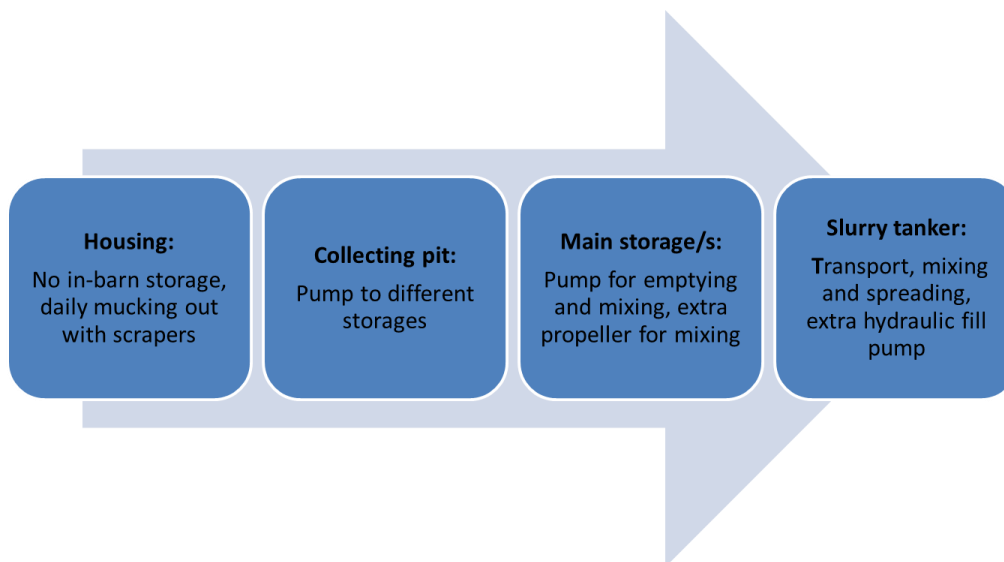 Housing:
No in-barn storage,
daily mucking out
with scrapers
Collecting pit:
Pump to different
storages
Main storage/s:
Pump for emptying
and mixing, extra
propeller for mixing
Slurry tanker:
Transport, mixing
and spreading,
extra hydraulic fill
pump